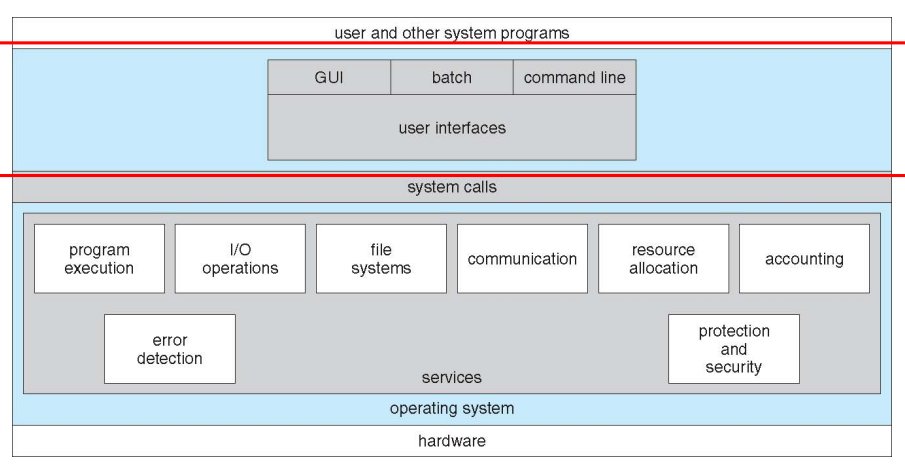 user and other system programs
GUI
batch
command line
user interfaces
system calls
program
execution
I/O
operations
file
systems
communication
resource
allocation
accounting
error
detection
protection
and
security
services
operating system
hardware